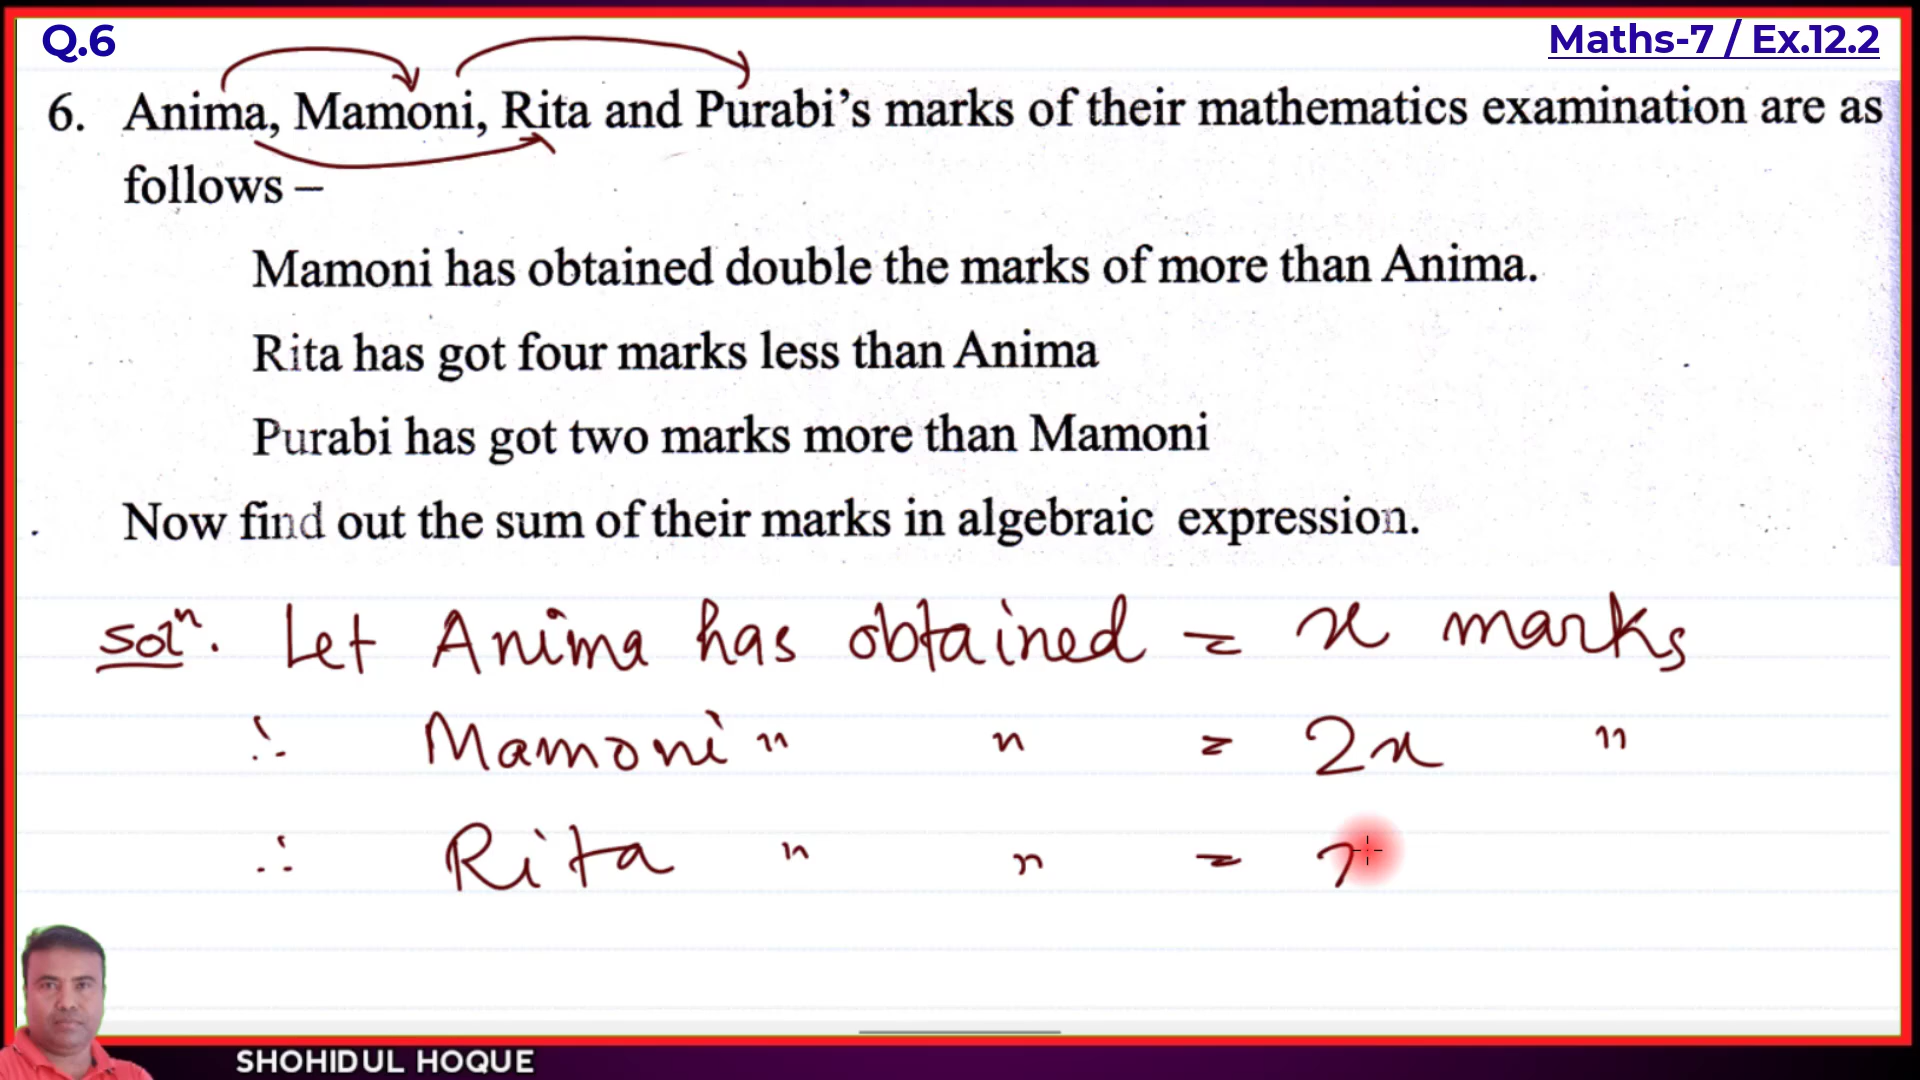 Q.6
Maths-7 / Ex.12.2
6. Anima, Mamoni, Rita and Purabi's marks of their mathematics examination are as
follows –
Mamoni has obtained double the marks of more than Anima.
Rita has got four marks less than Anima
Purabi has got two marks more than Mamoni
Now find out the sum of their marks in algebraic expression.
Solⁿ. Let Anima has obtained = x marks
∴ Mamoni " " = 2x "
∴ Rita " " =
SHOHIDUL HOQUE